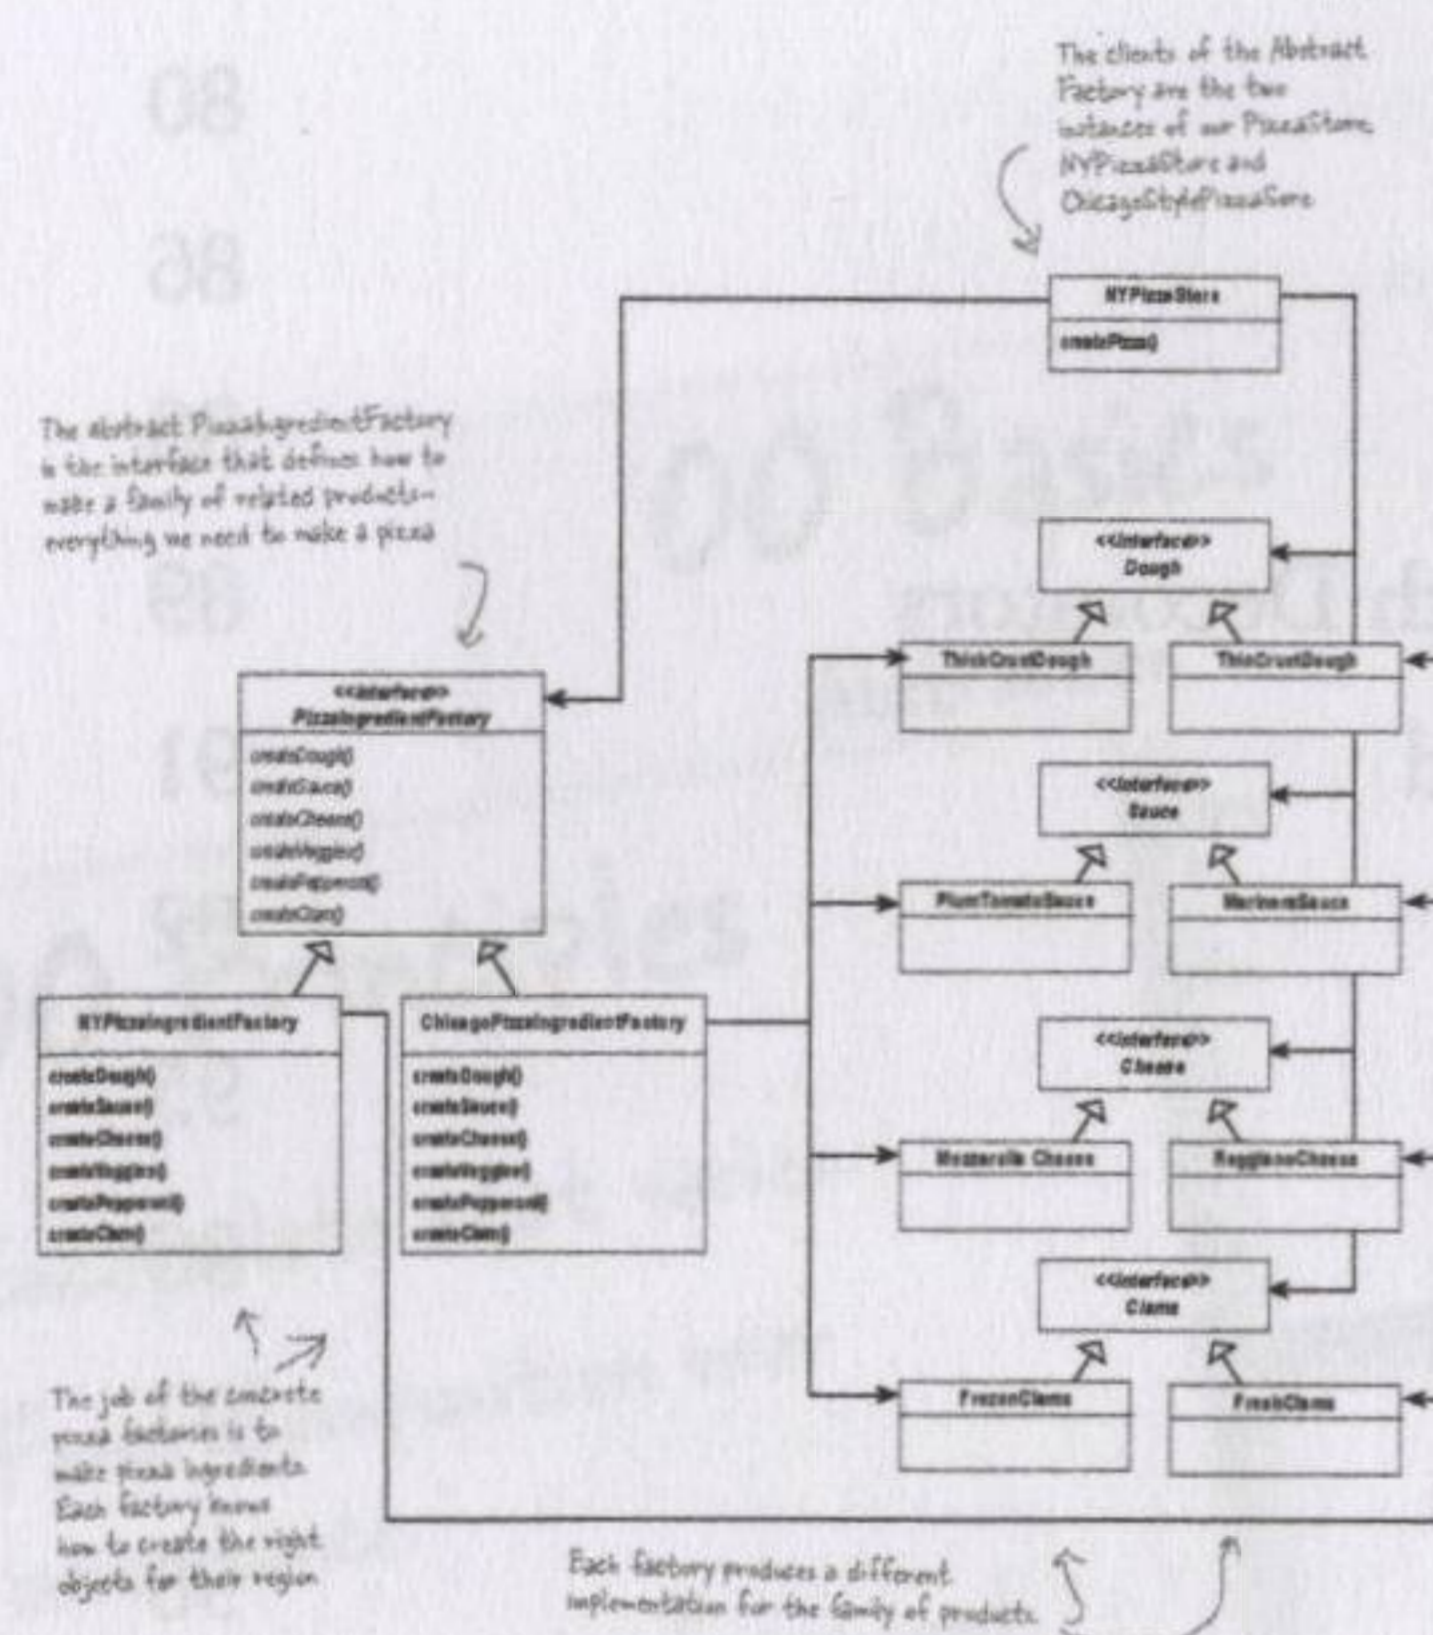 The clients of the Abstract
Factory are the two
instances of our PizzaStore,
NYPizzaStore and
ChicagoStylePizzaSore
NYPizzaStore
createPizza()
The abstract PizzaIngredientFactory
is the interface that defines how to
make a family of related products-
everything we need to make a pizza
<<interface>>
Dough
ThickCrustDough
ThinCrustDough
<<interface>>
PizzaIngredientFactory
createDough()
createSauce()
createCheese()
createVeggies()
createPepperoni()
createClam()
<<interface>>
Sauce
PlumTomatoSauce
MarinaraSauce
NYPizzaIngredientFactory
createDough()
createSauce()
createCheese()
createVeggies()
createPepperoni()
createClam()
ChicagoPizzaIngredientFactory
createDough()
createSauce()
createCheese()
createVeggies()
createPepperoni()
createClam()
<<interface>>
Cheese
Mozzarella Cheese
ReggianoCheese
<<interface>>
Clams
FrozenClams
FreshClams
The job of the concrete
pizza factories is to
make pizza ingredients.
Each factory knows
how to create the right
objects for their region
Each factory produces a different
implementation for the family of products.